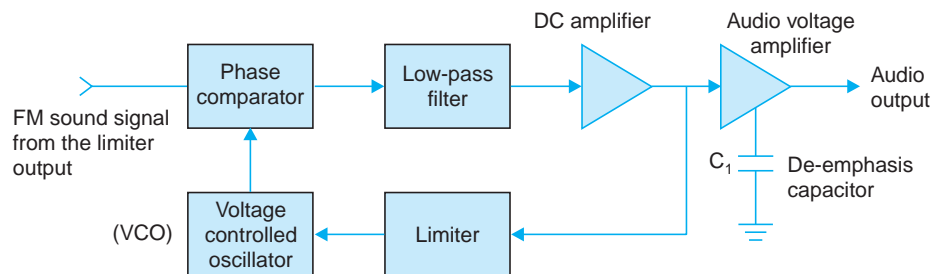 DC amplifier
Audio voltage
amplifier
Phase
comparator
Low-pass
filter
Audio
output
FM sound signal
from the limiter
output
C₁
De-emphasis
capacitor
(VCO)
Voltage
controlled
oscillator
Limiter